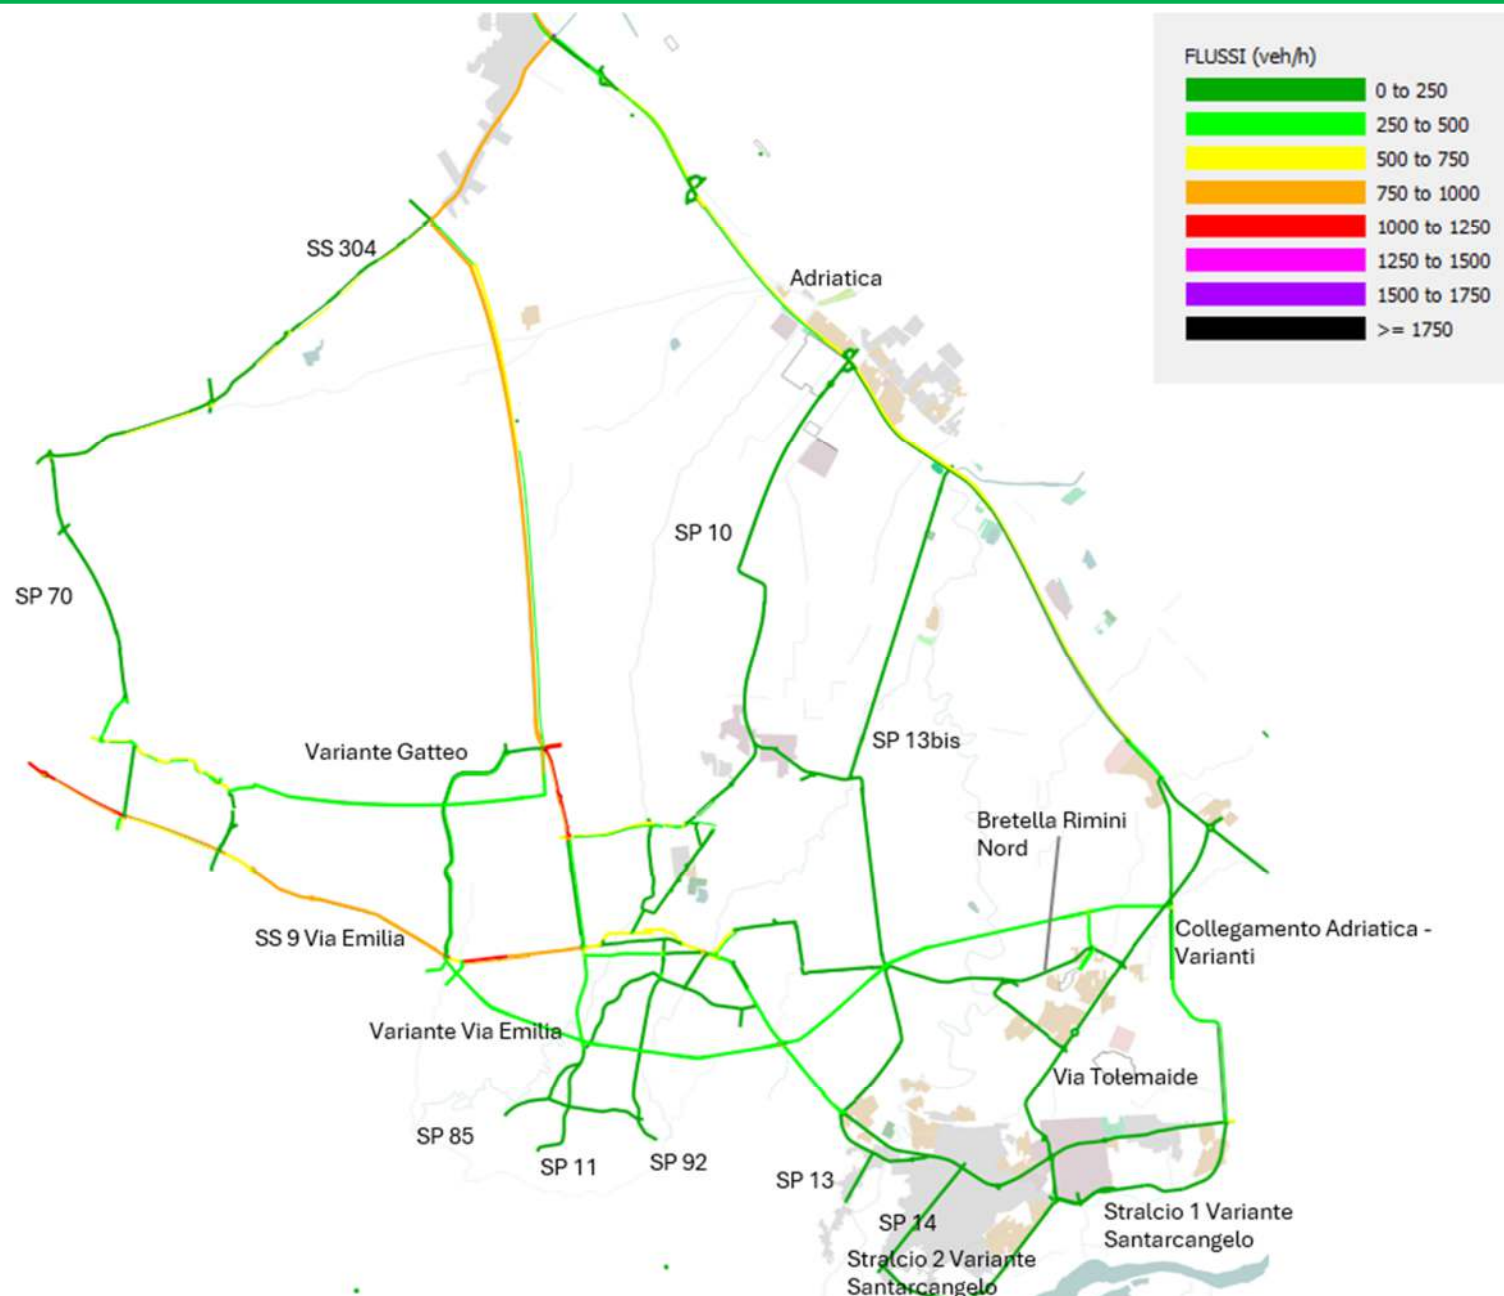 FLUSSI (veh/h)
0 to 250
250 to 500
500 to 750
750 to 1000
1000 to 1250
1250 to 1500
1500 to 1750
>= 1750
SS 304
Adriatica
SP 10
SP 70
SP 13bis
Variante Gatteo
Bretella Rimini
Nord
SS 9 Via Emilia
Collegamento Adriatica -
Varianti
Variante Via Emilia
Via Tolemaide
SP 85
SP 11
SP 92
SP 13
SP 14
Stralcio 1 Variante
Santarcangelo
Stralcio 2 Variante
Santarcangelo